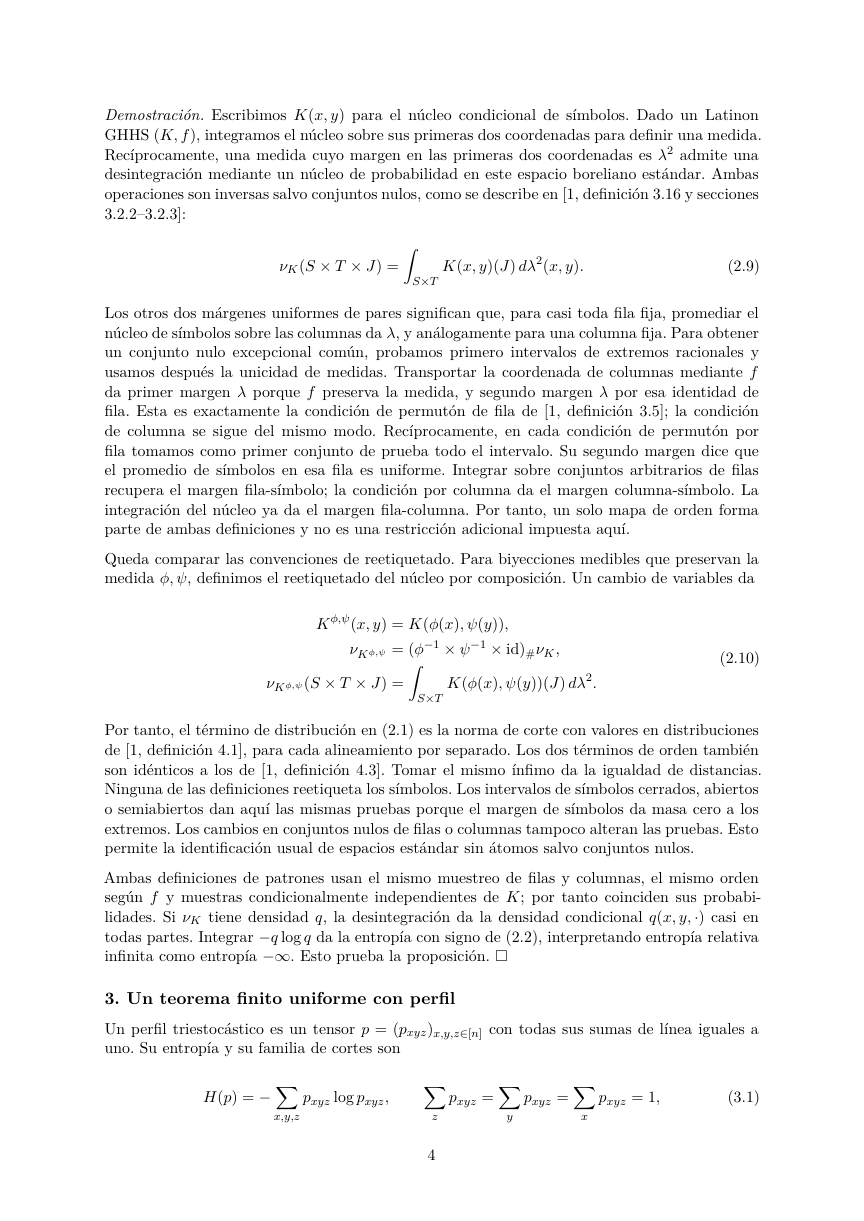 Demostración. Escribimos K(x, y) para el núcleo condicional de símbolos. Dado un Latinon
GHHS (K, f), integramos el núcleo sobre sus primeras dos coordenadas para definir una medida.
Recíprocamente, una medida cuyo margen en las primeras dos coordenadas es λ² admite una
desintegración mediante un núcleo de probabilidad en este espacio boreliano estándar. Ambas
operaciones son inversas salvo conjuntos nulos, como se describe en [1, definición 3.16 y secciones
3.2.2–3.2.3]:
ν_K(S × T × J) = ∫_{S×T} K(x, y)(J) dλ²(x, y). (2.9)
Los otros dos márgenes uniformes de pares significan que, para casi toda fila fija, promediar el
núcleo de símbolos sobre las columnas da λ, y análogamente para una columna fija. Para obtener
un conjunto nulo excepcional común, probamos primero intervalos de extremos racionales y
usamos después la unicidad de medidas. Transportar la coordenada de columnas mediante f
da primer margen λ porque f preserva la medida, y segundo margen λ por esa identidad de
fila. Esta es exactamente la condición de permutón de fila de [1, definición 3.5]; la condición
de columna se sigue del mismo modo. Recíprocamente, en cada condición de permutón por
fila tomamos como primer conjunto de prueba todo el intervalo. Su segundo margen dice que
el promedio de símbolos en esa fila es uniforme. Integrar sobre conjuntos arbitrarios de filas
recupera el margen fila-símbolo; la condición por columna da el margen columna-símbolo. La
integración del núcleo ya da el margen fila-columna. Por tanto, un solo mapa de orden forma
parte de ambas definiciones y no es una restricción adicional impuesta aquí.
Queda comparar las convenciones de reetiquetado. Para biyecciones medibles que preservan la
medida ϕ, ψ, definimos el reetiquetado del núcleo por composición. Un cambio de variables da
K^{ϕ,ψ}(x, y) = K(ϕ(x), ψ(y)),
ν_{K^{ϕ,ψ}} = (ϕ⁻¹ × ψ⁻¹ × id)_# ν_K,
ν_{K^{ϕ,ψ}}(S × T × J) = ∫_{S×T} K(ϕ(x), ψ(y))(J) dλ². (2.10)
Por tanto, el término de distribución en (2.1) es la norma de corte con valores en distribuciones
de [1, definición 4.1], para cada alineamiento por separado. Los dos términos de orden también
son idénticos a los de [1, definición 4.3]. Tomar el mismo ínfimo da la igualdad de distancias.
Ninguna de las definiciones reetiqueta los símbolos. Los intervalos de símbolos cerrados, abiertos
o semiabiertos dan aquí las mismas pruebas porque el margen de símbolos da masa cero a los
extremos. Los cambios en conjuntos nulos de filas o columnas tampoco alteran las pruebas. Esto
permite la identificación usual de espacios estándar sin átomos salvo conjuntos nulos.
Ambas definiciones de patrones usan el mismo muestreo de filas y columnas, el mismo orden
según f y muestras condicionalmente independientes de K; por tanto coinciden sus probabi-
lidades. Si ν_K tiene densidad q, la desintegración da la densidad condicional q(x, y, ·) casi en
todas partes. Integrar −q log q da la entropía con signo de (2.2), interpretando entropía relativa
infinita como entropía −∞. Esto prueba la proposición. □
3. Un teorema finito uniforme con perfil
Un perfil triestocástico es un tensor p = (p_{xyz})_{x,y,z∈[n]} con todas sus sumas de línea iguales a
uno. Su entropía y su familia de cortes son
H(p) = − ∑_{x,y,z} p_{xyz} log p_{xyz}, ∑_z p_{xyz} = ∑_y p_{xyz} = ∑_x p_{xyz} = 1, (3.1)
4